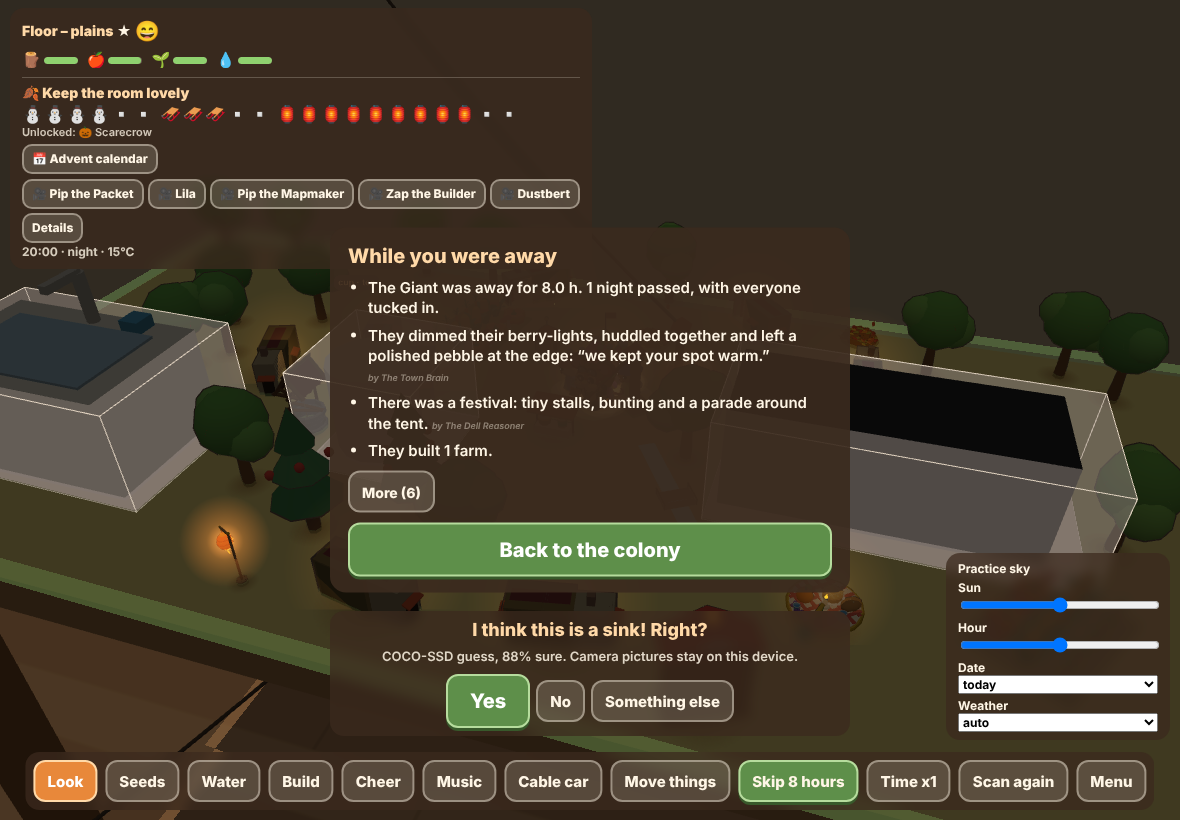 Floor – plains ★ 😄
🍂 Keep the room lovely
Unlocked: 🎃 Scarecrow
📅 Advent calendar
Pip the Packet
Lila
Pip the Mapmaker
Zap the Builder
Dustbert
Details
20:00 · night · 15°C
While you were away
• The Giant was away for 8.0 h. 1 night passed, with everyone
tucked in.
• They dimmed their berry-lights, huddled together and left a
polished pebble at the edge: “we kept your spot warm.”
by The Town Brain
• There was a festival: tiny stalls, bunting and a parade around
the tent. by The Dell Reasoner
• They built 1 farm.
More (6)
Back to the colony
I think this is a sink! Right?
COCO-SSD guess, 88% sure. Camera pictures stay on this device.
Yes
No
Something else
Practice sky
Sun
Hour
Date
today
Weather
auto
Look
Seeds
Water
Build
Cheer
Music
Cable car
Move things
Skip 8 hours
Time x1
Scan again
Menu